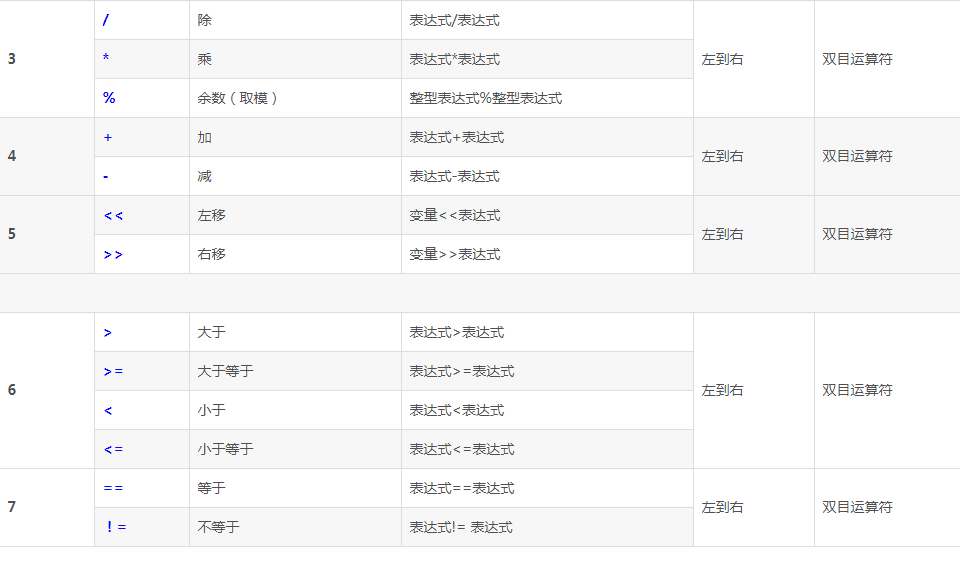 / 除 表达式/表达式
3 * 乘 表达式*表达式 左到右 双目运算符
% 余数（取模） 整型表达式%整型表达式
+ 加 表达式+表达式
4 左到右 双目运算符
- 减 表达式-表达式
<< 左移 变量<<表达式
5 左到右 双目运算符
>> 右移 变量>>表达式
> 大于 表达式>表达式
>= 大于等于 表达式>=表达式
6 左到右 双目运算符
< 小于 表达式<表达式
<= 小于等于 表达式<=表达式
== 等于 表达式==表达式
7 左到右 双目运算符
！= 不等于 表达式!= 表达式